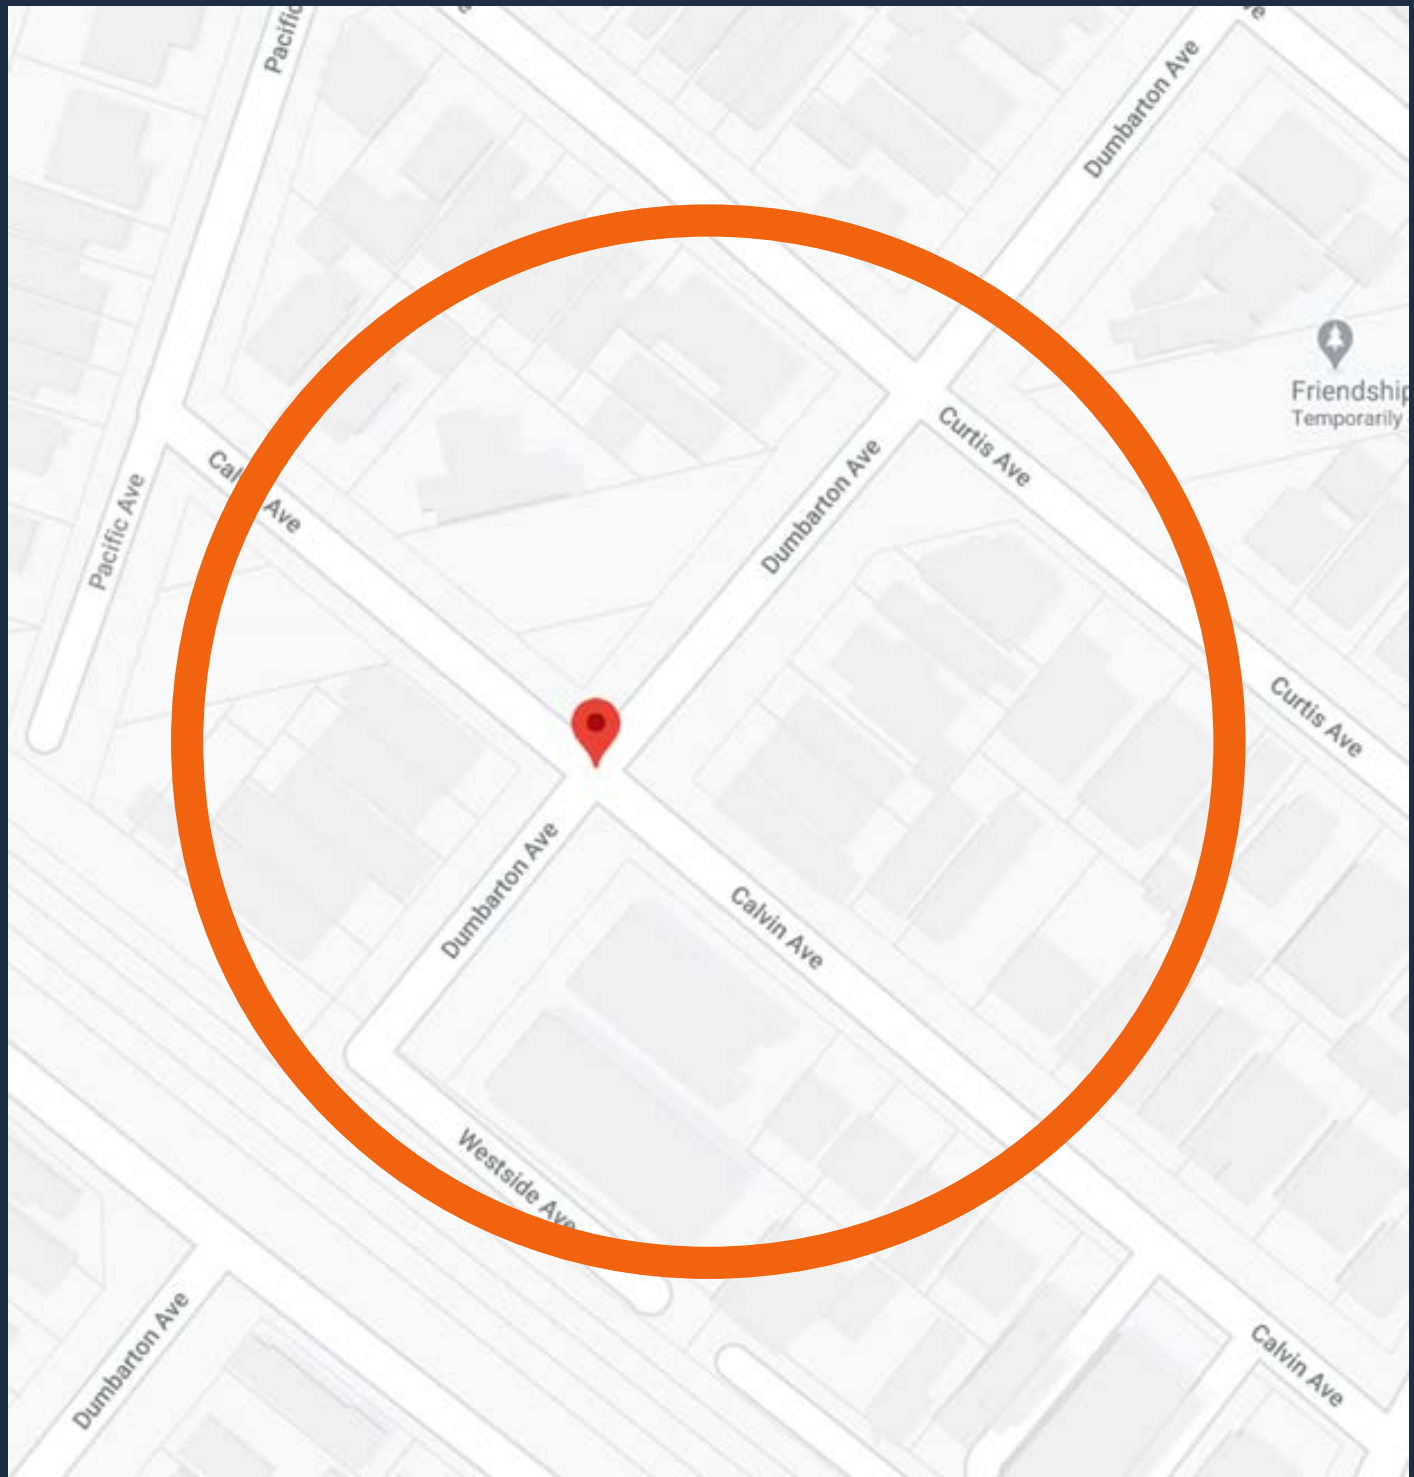 Pacific
Dumbarton Ave
Friendship
Temporarily
Curtis Ave
Dumbarton Ave
Ave
Pacific Ave
Curtis Ave
Dumbarton Ave
Calvin Ave
Westside Ave
Dumbarton Ave
Calvin Ave